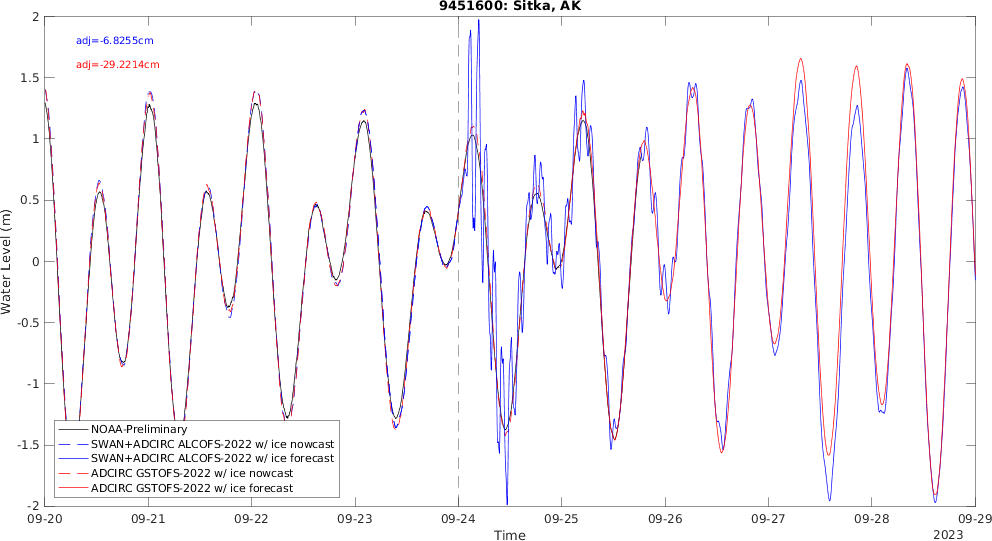 9451600: Sitka, AK
adj=-6.8255cm
adj=-29.2214cm
Water Level (m)
2
1.5
1
0.5
0
-0.5
-1
-1.5
-2
NOAA-Preliminary
SWAN+ADCIRC ALCOFS-2022 w/ ice nowcast
SWAN+ADCIRC ALCOFS-2022 w/ ice forecast
ADCIRC GSTOFS-2022 w/ ice nowcast
ADCIRC GSTOFS-2022 w/ ice forecast
09-20 09-21 09-22 09-23 09-24 09-25 09-26 09-27 09-28 09-29
Time
2023